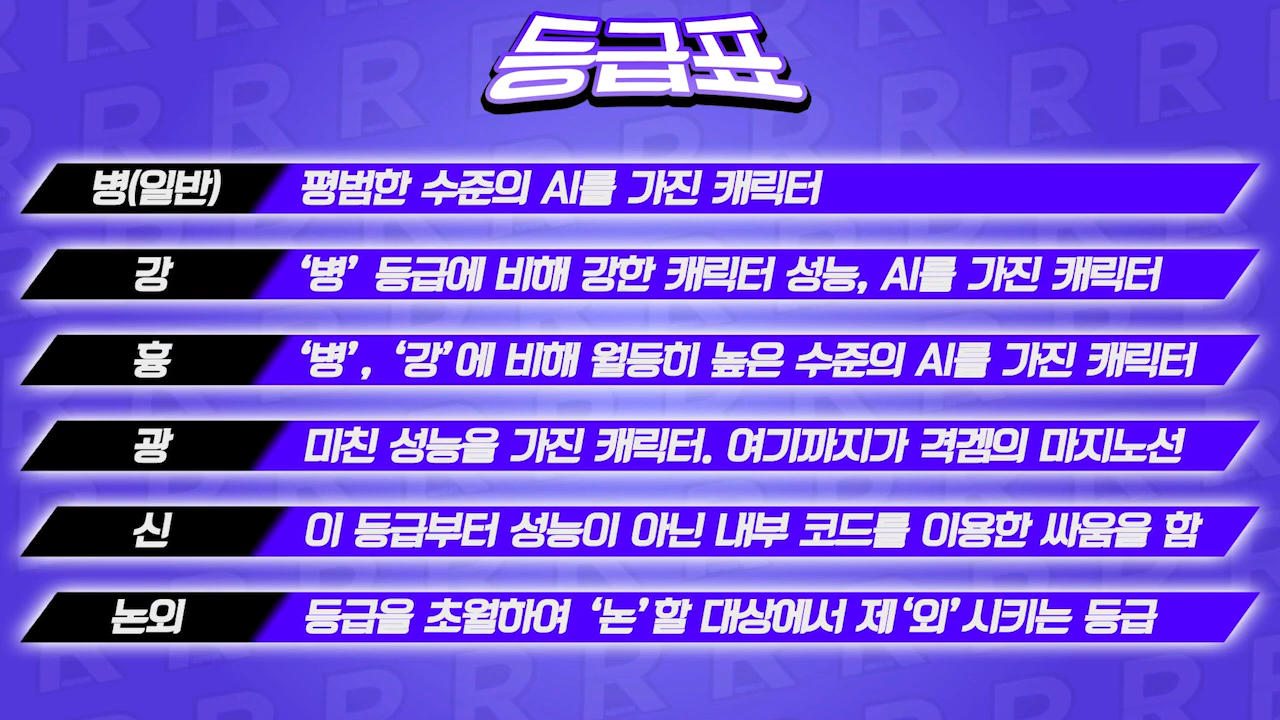 등급표
병(일반) 평범한 수준의 AI를 가진 캐릭터
강 ‘병’ 등급에 비해 강한 캐릭터 성능, AI를 가진 캐릭터
흉 ‘병’, ‘강’에 비해 월등히 높은 수준의 AI를 가진 캐릭터
광 미친 성능을 가진 캐릭터. 여기까지가 격겜의 마지노선
신 이 등급부터 성능이 아닌 내부 코드를 이용한 싸움을 함
논외 등급을 초월하여 ‘논’할 대상에서 제‘외’시키는 등급